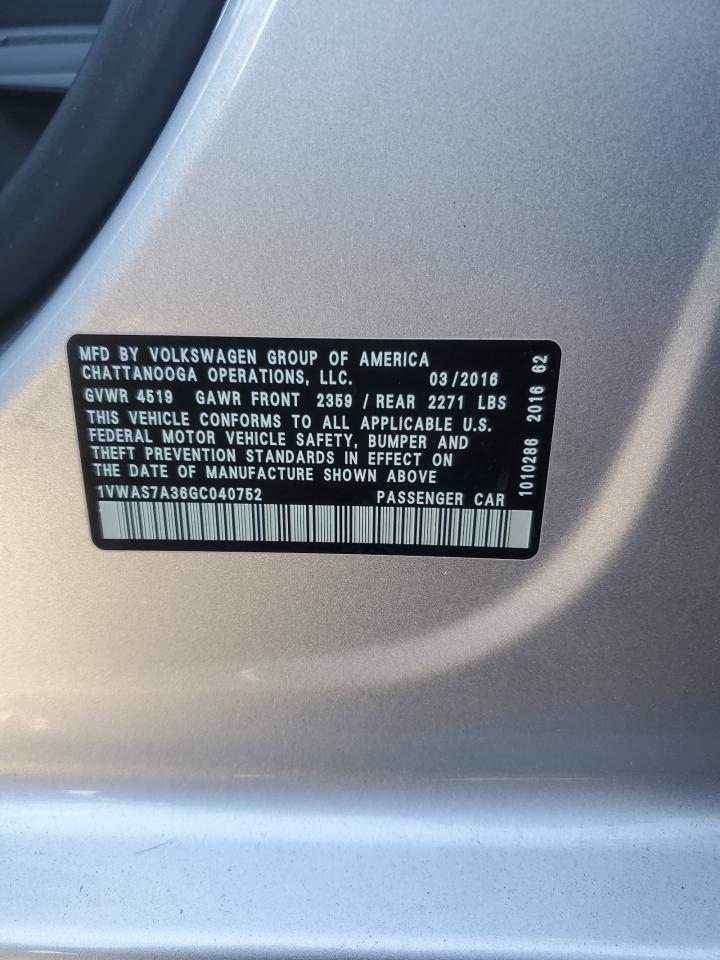 MFD BY VOLKSWAGEN GROUP OF AMERICA
CHATTANOOGA OPERATIONS, LLC. 03/2016
GVWR 4519 GAWR FRONT 2359 / REAR 2271 LBS
THIS VEHICLE CONFORMS TO ALL APPLICABLE U.S.
FEDERAL MOTOR VEHICLE SAFETY, BUMPER AND
THEFT PREVENTION STANDARDS IN EFFECT ON
THE DATE OF MANUFACTURE SHOWN ABOVE
1VWAS7A36GC040752 PASSENGER CAR
1010286 2016 62